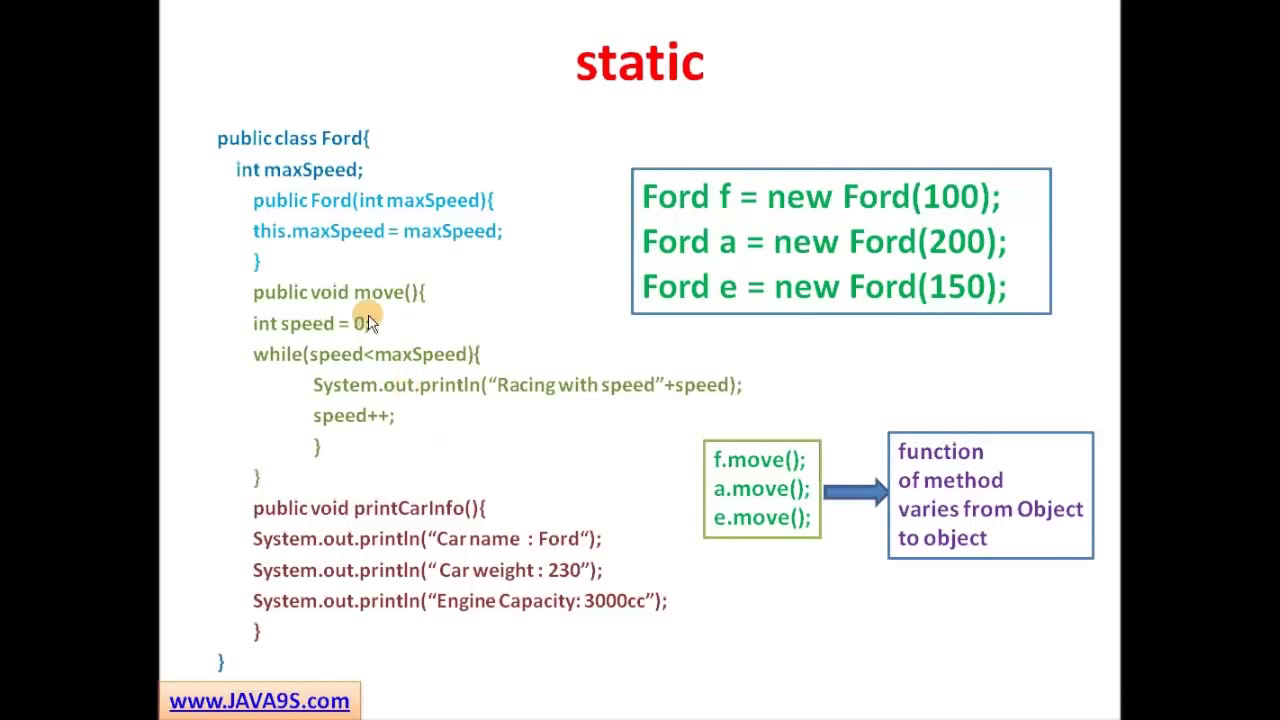 static
public class Ford{
int maxSpeed;
public Ford(int maxSpeed){
this.maxSpeed = maxSpeed;
}
public void move(){
int speed = 0;
while(speed<maxSpeed){
System.out.println(“Racing with speed”+speed);
speed++;
}
}
public void printCarInfo(){
System.out.println(“Car name : Ford“);
System.out.println(“ Car weight : 230”);
System.out.println(“Engine Capacity: 3000cc”);
}
}
Ford f = new Ford(100);
Ford a = new Ford(200);
Ford e = new Ford(150);
f.move();
a.move();
e.move();
function
of method
varies from Object
to object
www.JAVA9S.com